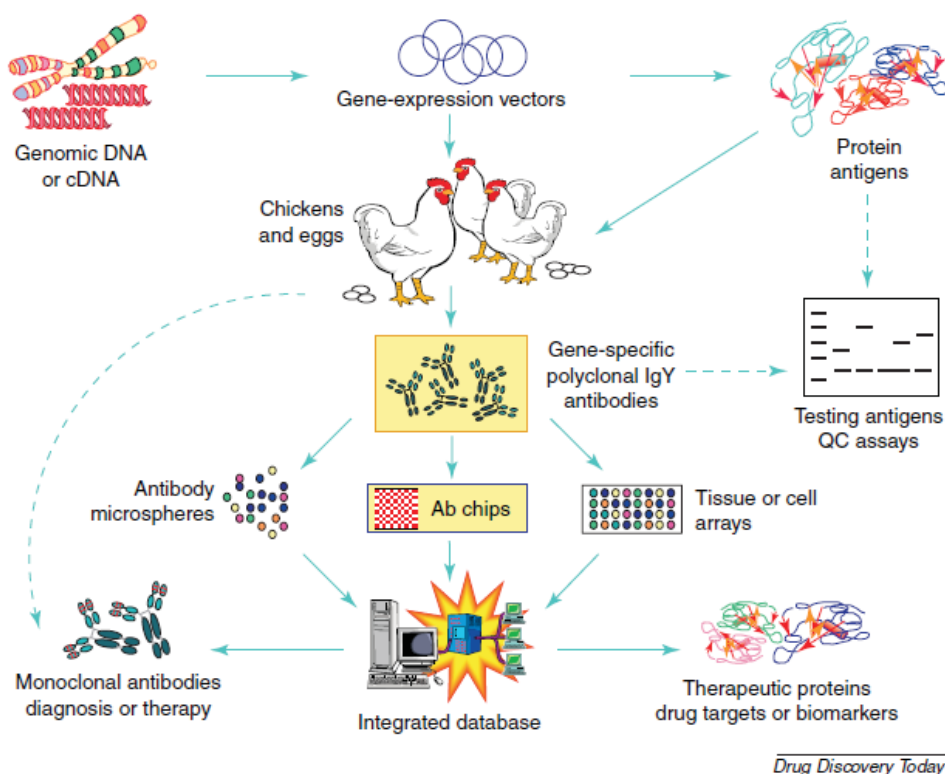 Genomic DNA
or cDNA
Gene-expression vectors
Protein
antigens
Chickens
and eggs
Gene-specific
polyclonal IgY
antibodies
Testing antigens
QC assays
Antibody
microspheres
Ab chips
Tissue or cell
arrays
Monoclonal antibodies
diagnosis or therapy
Integrated database
Therapeutic proteins
drug targets or biomarkers
Drug Discovery Today